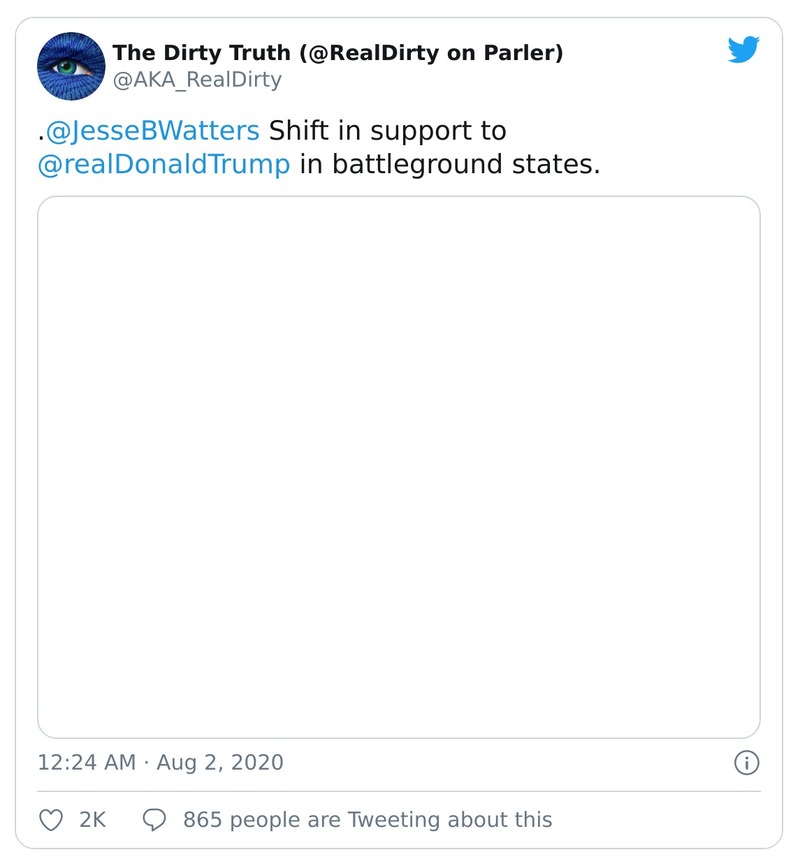 The Dirty Truth (@RealDirty on Parler)
@AKA_RealDirty
.@JesseBWatters Shift in support to
@realDonaldTrump in battleground states.
12:24 AM · Aug 2, 2020
2K 865 people are Tweeting about this